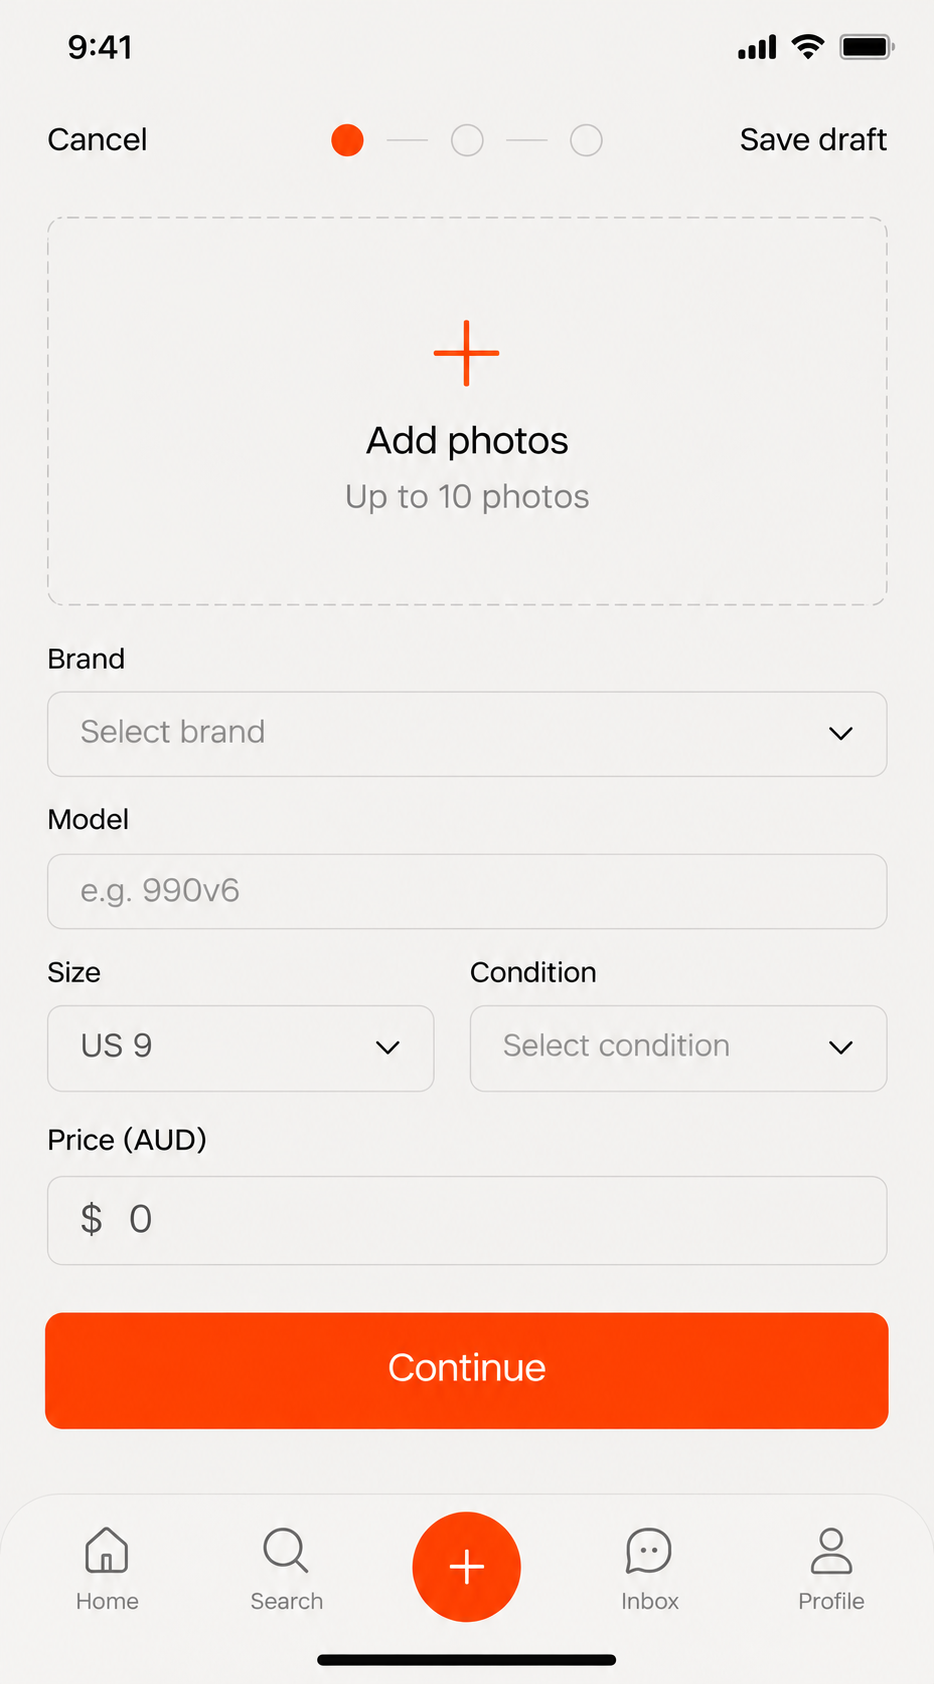 9:41
Cancel
Save draft
Add photos
Up to 10 photos
Brand
Select brand
Model
e.g. 990v6
Size
Condition
US 9
Select condition
Price (AUD)
$ 0
Continue
Home
Search
Inbox
Profile